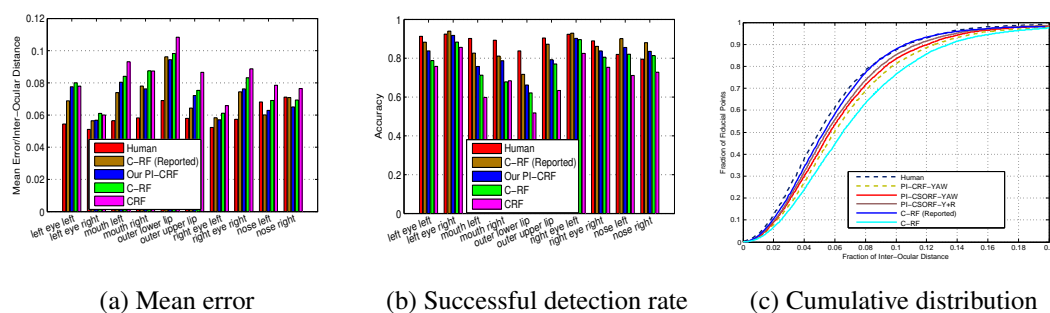 Mean Error/Inter−Ocular Distance
0.12
0.1
0.08
0.06
0.04
0.02
0
Human
C−RF (Reported)
Our PI−CRF
C−RF
CRF
left eye left
left eye right
mouth left
mouth right
outer lower lip
outer upper lip
right eye left
right eye right
nose left
nose right
(a) Mean error
Accuracy
1
0.8
0.6
0.4
0.2
0
Human
C−RF (Reported)
Our PI−CRF
C−RF
CRF
left eye left
left eye right
mouth left
mouth right
outer lower lip
outer upper lip
right eye left
right eye right
nose left
nose right
(b) Successful detection rate
Fraction of Fiducial Points
1
0.9
0.8
0.7
0.6
0.5
0.4
0.3
0.2
0.1
0
Human
PI−CRF−YAW
PI−CSORF−YAW
PI−CSORF−YeR
C−RF (Reported)
C−RF
0 0.02 0.04 0.06 0.08 0.1 0.12 0.14 0.16 0.18 0.2
Fraction of Inter−Ocular Distance
(c) Cumulative distribution